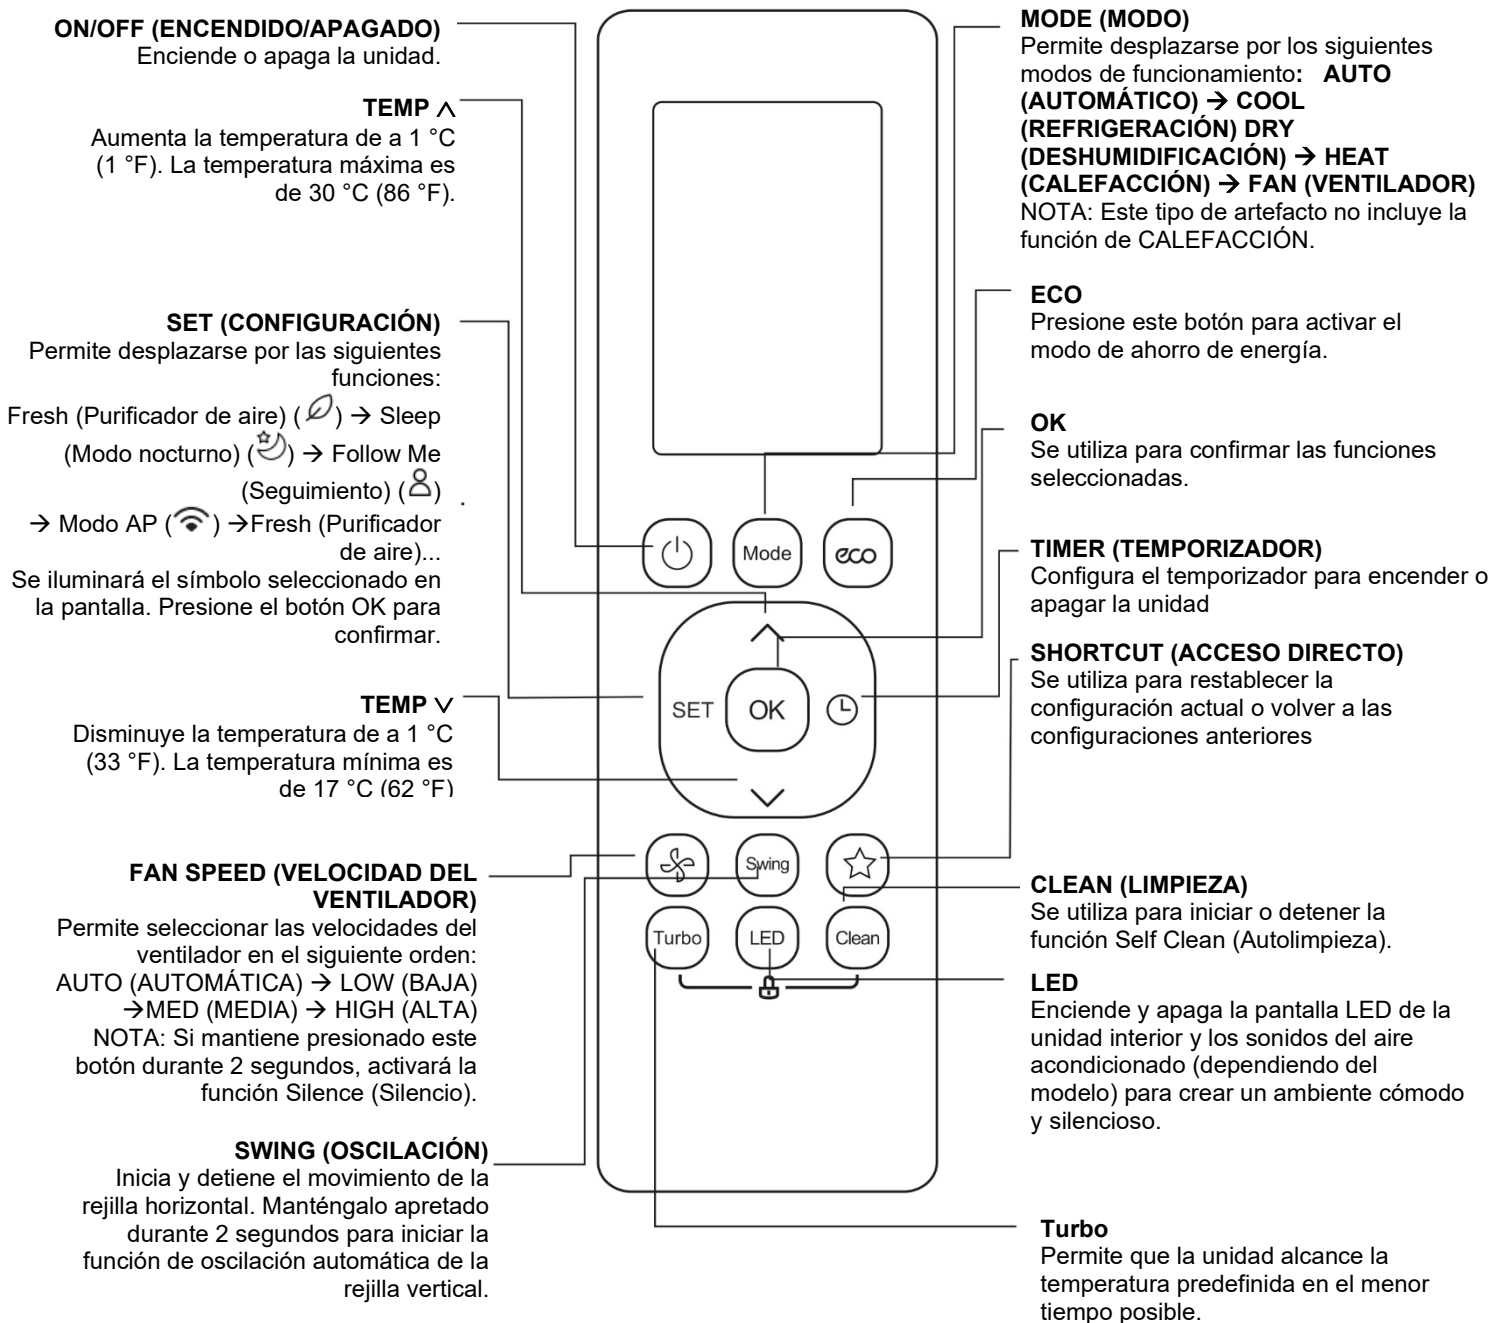 ON/OFF (ENCENDIDO/APAGADO)
Enciende o apaga la unidad.
TEMP ∧
Aumenta la temperatura de a 1 °C
(1 °F). La temperatura máxima es
de 30 °C (86 °F).
SET (CONFIGURACIÓN)
Permite desplazarse por las siguientes
funciones:
Fresh (Purificador de aire) ( ) → Sleep
(Modo nocturno) ( ) → Follow Me
(Seguimiento) ( ) .
→ Modo AP ( ) →Fresh (Purificador
de aire)...
Se iluminará el símbolo seleccionado en
la pantalla. Presione el botón OK para
confirmar.
TEMP ∨
Disminuye la temperatura de a 1 °C
(33 °F). La temperatura mínima es
de 17 °C (62 °F)
FAN SPEED (VELOCIDAD DEL
VENTILADOR)
Permite seleccionar las velocidades del
ventilador en el siguiente orden:
AUTO (AUTOMÁTICA) → LOW (BAJA)
→MED (MEDIA) → HIGH (ALTA)
NOTA: Si mantiene presionado este
botón durante 2 segundos, activará la
función Silence (Silencio).
SWING (OSCILACIÓN)
Inicia y detiene el movimiento de la
rejilla horizontal. Manténgalo apretado
durante 2 segundos para iniciar la
función de oscilación automática de la
rejilla vertical.
Mode
eco
SET
OK
Swing
Turbo
LED
Clean
MODE (MODO)
Permite desplazarse por los siguientes
modos de funcionamiento: AUTO
(AUTOMÁTICO) → COOL
(REFRIGERACIÓN) DRY
(DESHUMIDIFICACIÓN) → HEAT
(CALEFACCIÓN) → FAN (VENTILADOR)
NOTA: Este tipo de artefacto no incluye la
función de CALEFACCIÓN.
ECO
Presione este botón para activar el
modo de ahorro de energía.
OK
Se utiliza para confirmar las funciones
seleccionadas.
TIMER (TEMPORIZADOR)
Configura el temporizador para encender o
apagar la unidad
SHORTCUT (ACCESO DIRECTO)
Se utiliza para restablecer la
configuración actual o volver a las
configuraciones anteriores
CLEAN (LIMPIEZA)
Se utiliza para iniciar o detener la
función Self Clean (Autolimpieza).
LED
Enciende y apaga la pantalla LED de la
unidad interior y los sonidos del aire
acondicionado (dependiendo del
modelo) para crear un ambiente cómodo
y silencioso.
Turbo
Permite que la unidad alcance la
temperatura predefinida en el menor
tiempo posible.